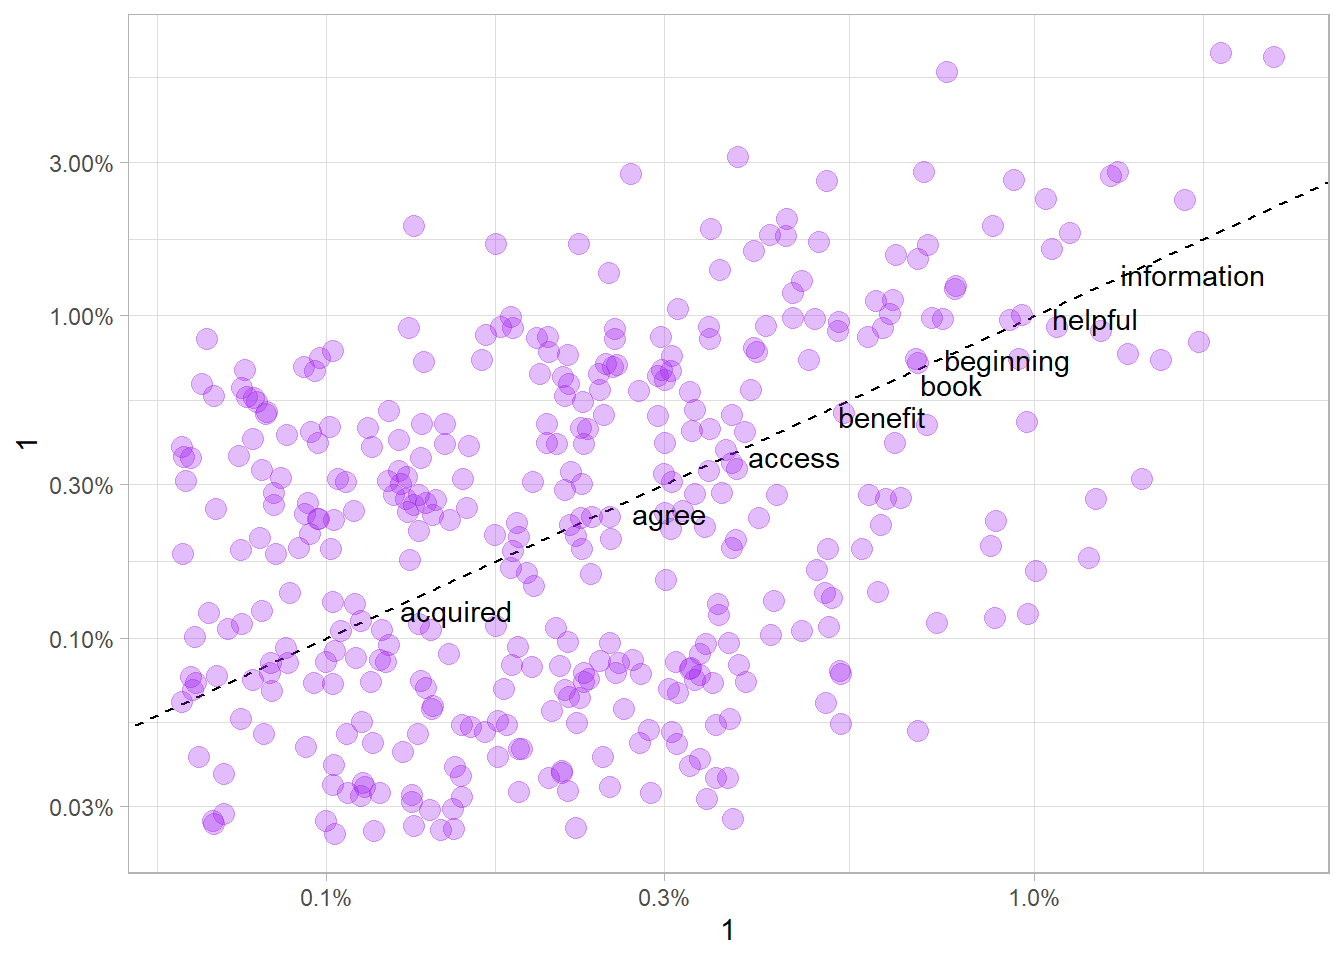 3.00%
1.00%
0.30%
0.10%
0.03%
1
information
helpful
beginning
book
benefit
access
agree
acquired
0.1%
0.3%
1.0%
1